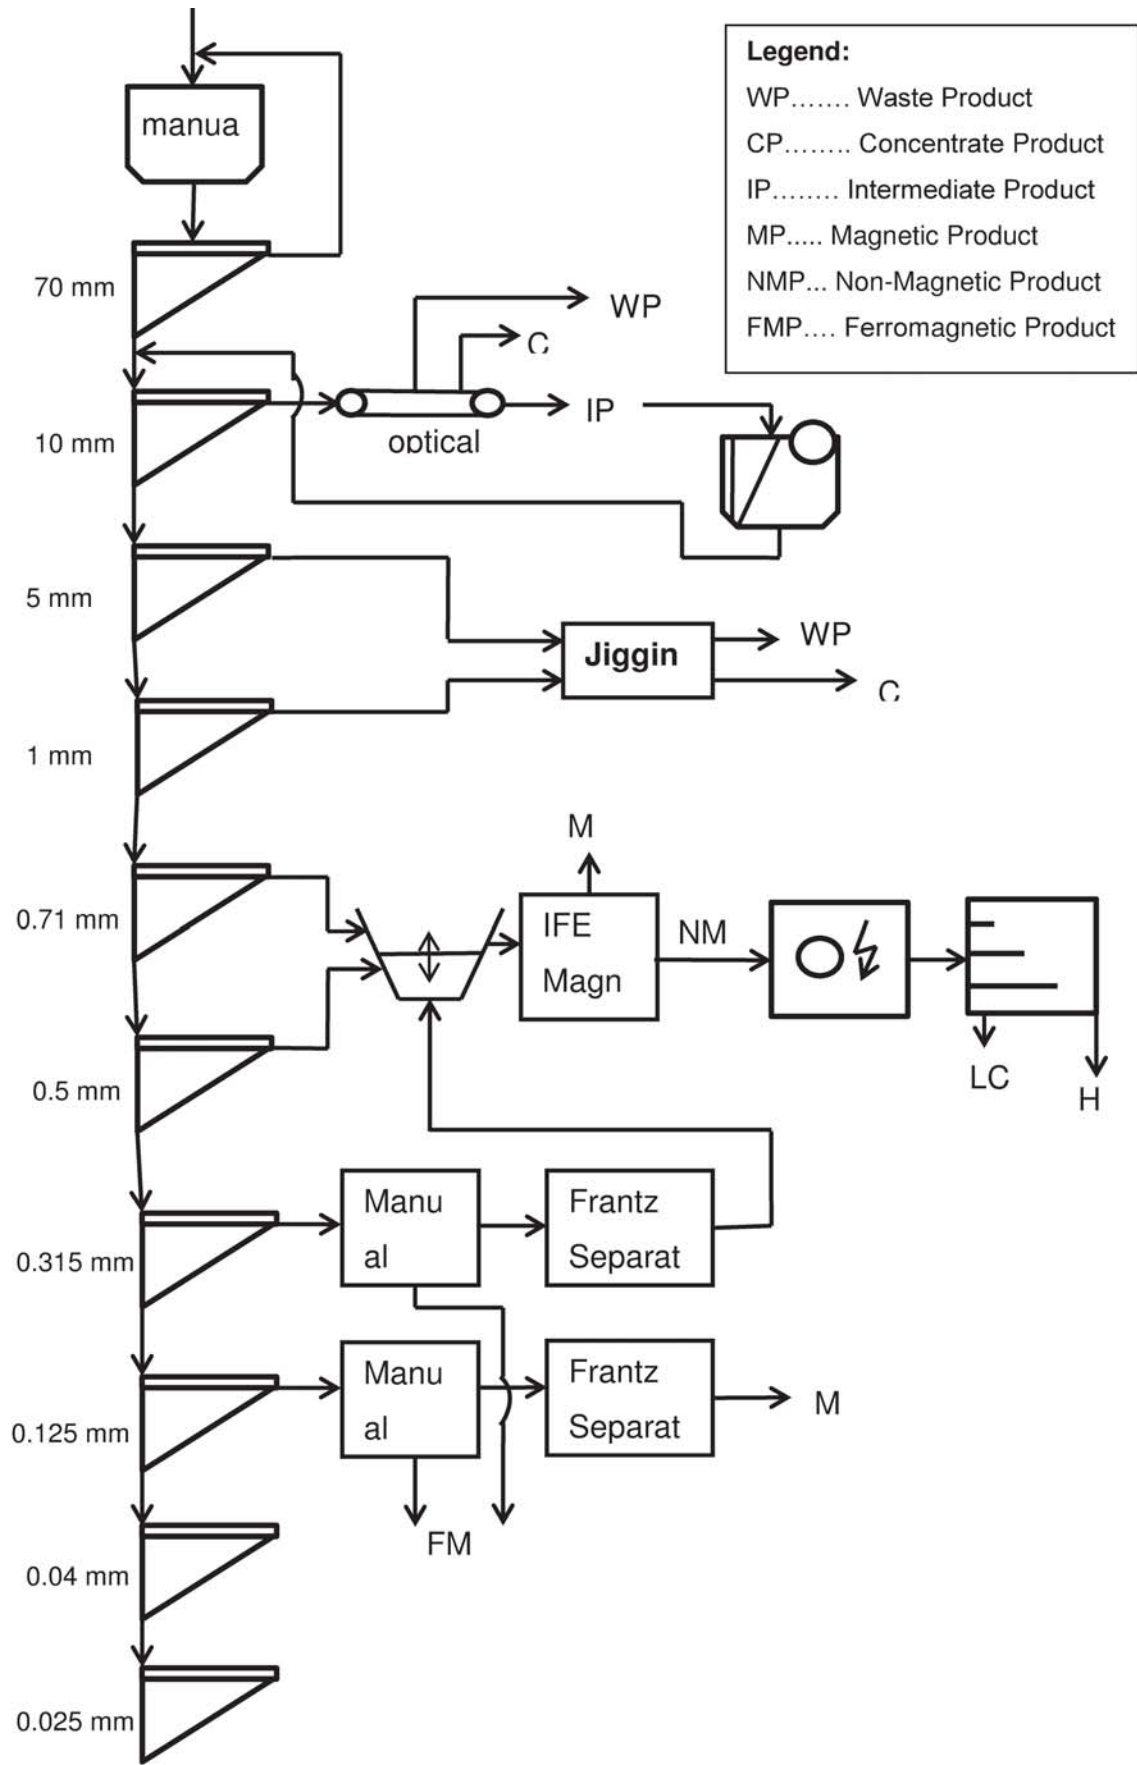 Legend:
WP....... Waste Product
CP........ Concentrate Product
IP........ Intermediate Product
MP..... Magnetic Product
NMP... Non-Magnetic Product
FMP.... Ferromagnetic Product
manua
70 mm
WP
C
10 mm
optical
IP
5 mm
Jiggin
WP
C
1 mm
M
0.71 mm
IFE
Magn
NM
0.5 mm
LC
H
0.315 mm
Manu
al
Frantz
Separat
0.125 mm
Manu
al
Frantz
Separat
M
FM
0.04 mm
0.025 mm